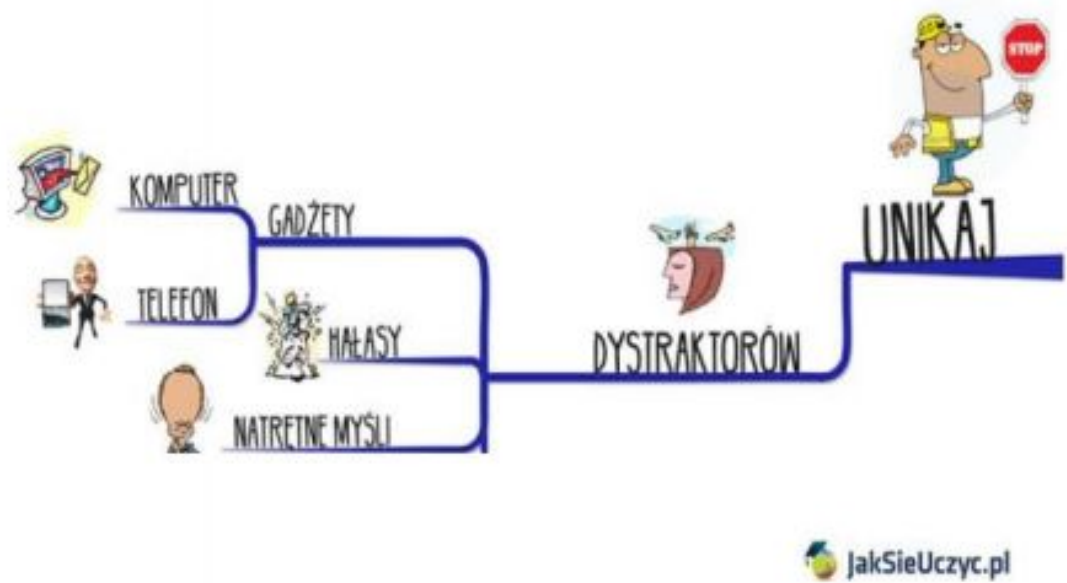 STOP
UNIKAJ
DYSTRAKTORÓW
GADŻETY
KOMPUTER
TELEFON
HAŁASY
NATRĘTNE MYŚLI
JakSieUczyc.pl